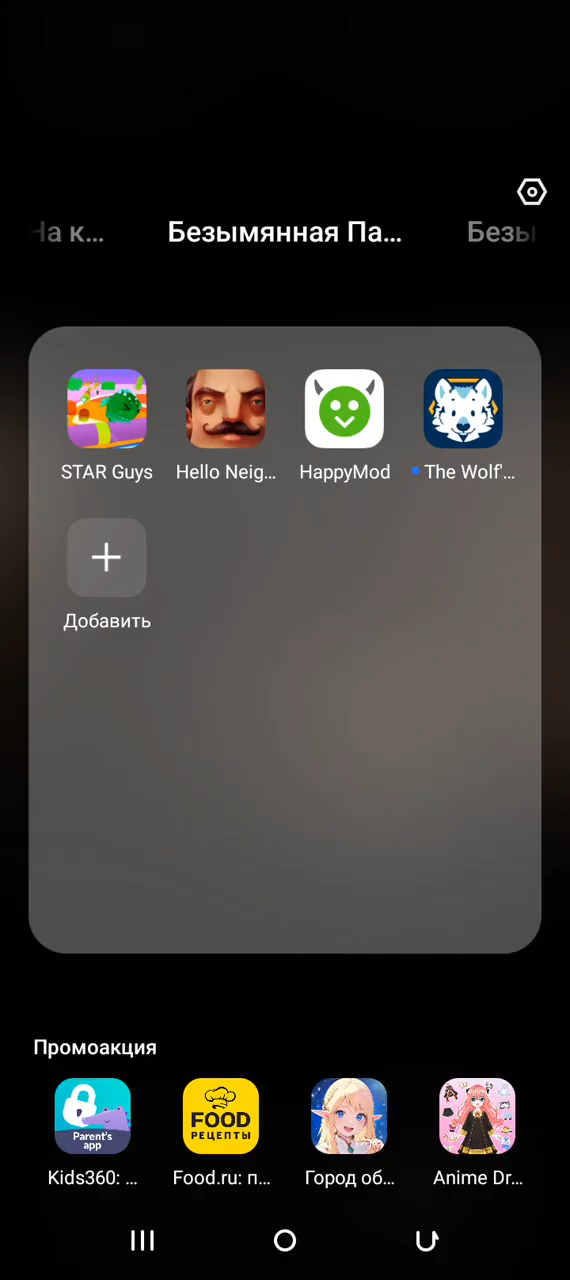 На к...
Безымянная Па...
Безы
STAR Guys
Hello Neig...
HappyMod
The Wolf'...
Добавить
Промоакция
Parent's
app
FOOD
РЕЦЕПТЫ
Kids360: ...
Food.ru: п...
Город об...
Anime Dr...